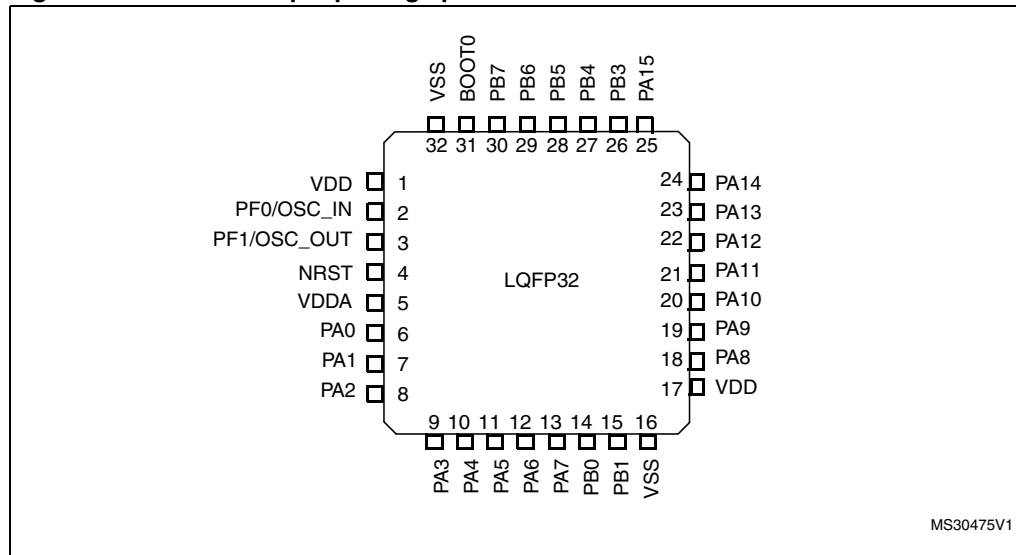 VSS
BOOT0
PB7
PB6
PB5
PB4
PB3
PA15
32 31 30 29 28 27 26 25
VDD 1
PF0/OSC_IN 2
PF1/OSC_OUT 3
NRST 4
VDDA 5
PA0 6
PA1 7
PA2 8
LQFP32
24 PA14
23 PA13
22 PA12
21 PA11
20 PA10
19 PA9
18 PA8
17 VDD
9 10 11 12 13 14 15 16
PA3
PA4
PA5
PA6
PA7
PB0
PB1
VSS
MS30475V1